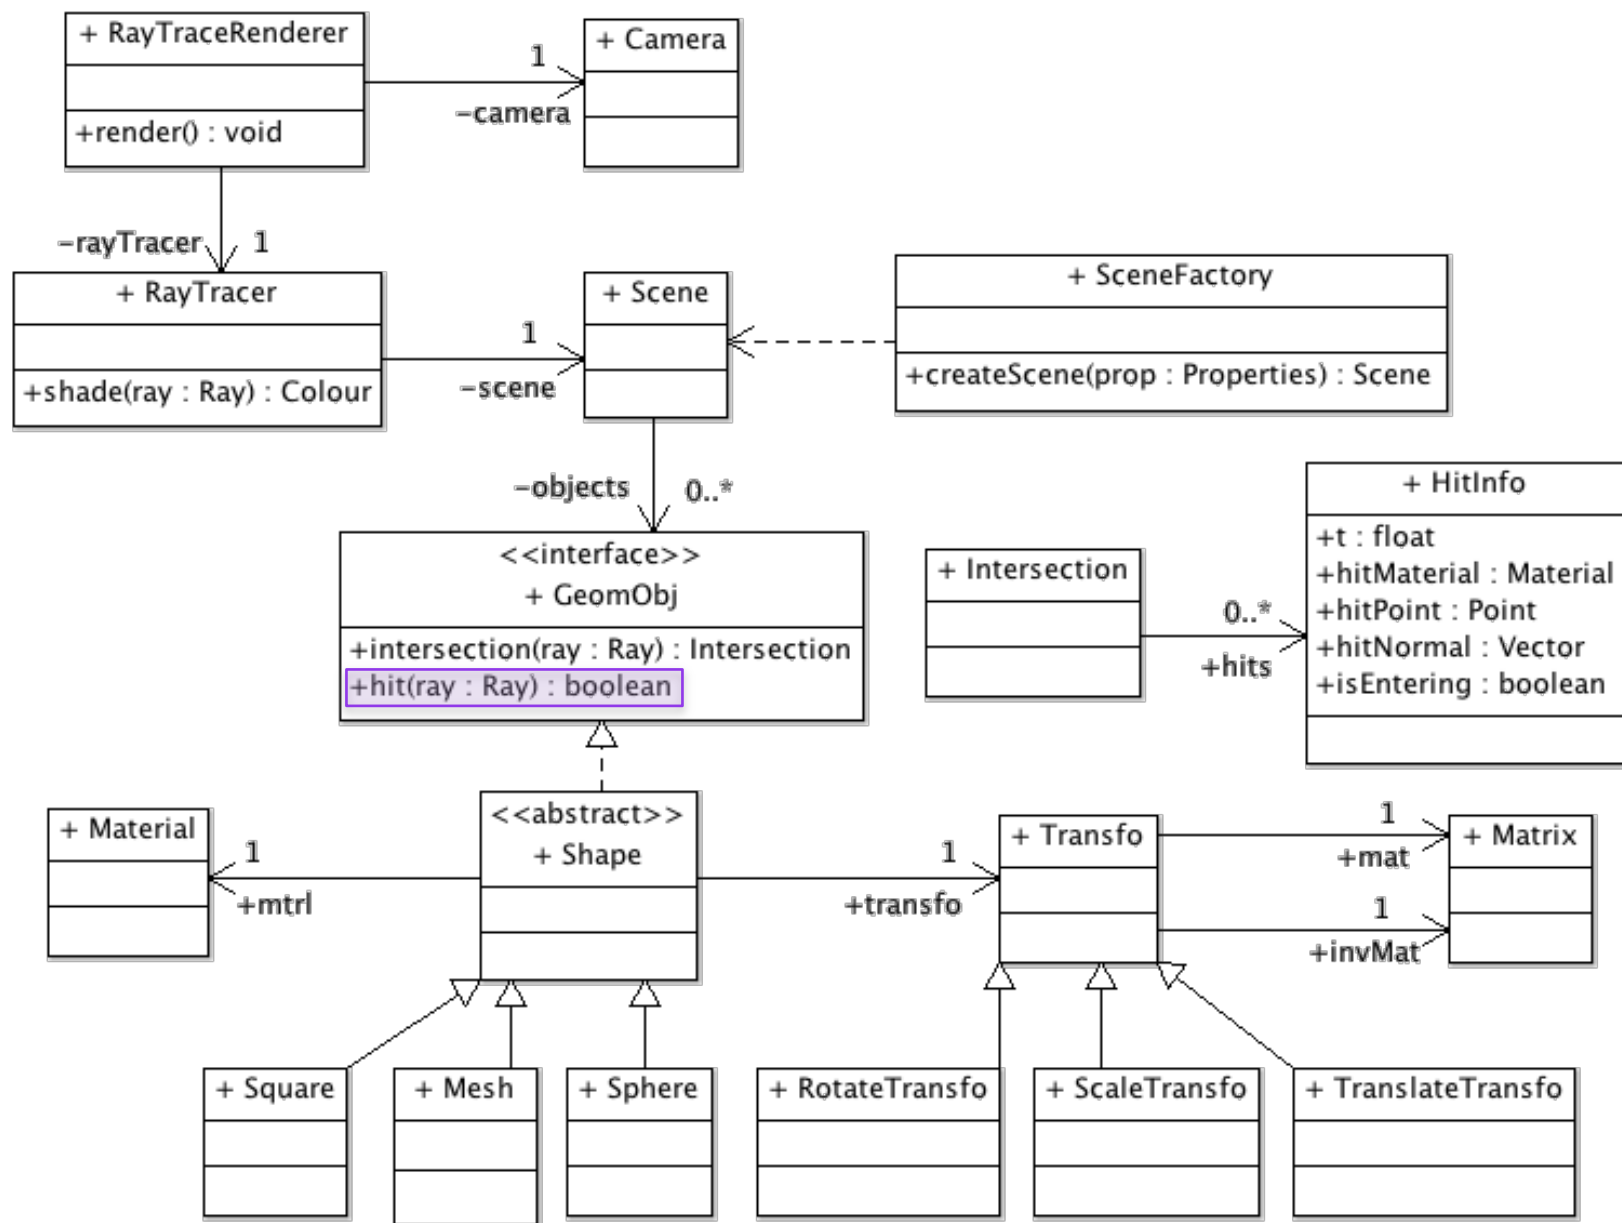 + RayTraceRenderer
+render() : void
1
-camera
+ Camera
-rayTracer
1
+ RayTracer
+shade(ray : Ray) : Colour
1
-scene
+ Scene
+ SceneFactory
+createScene(prop : Properties) : Scene
-objects
0..*
<<interface>>
+ GeomObj
+intersection(ray : Ray) : Intersection
+hit(ray : Ray) : boolean
+ Intersection
0..*
+hits
+ HitInfo
+t : float
+hitMaterial : Material
+hitPoint : Point
+hitNormal : Vector
+isEntering : boolean
+ Material
1
+mtrl
<<abstract>>
+ Shape
1
+transfo
+ Transfo
1
+mat
1
+invMat
+ Matrix
+ Square
+ Mesh
+ Sphere
+ RotateTransfo
+ ScaleTransfo
+ TranslateTransfo